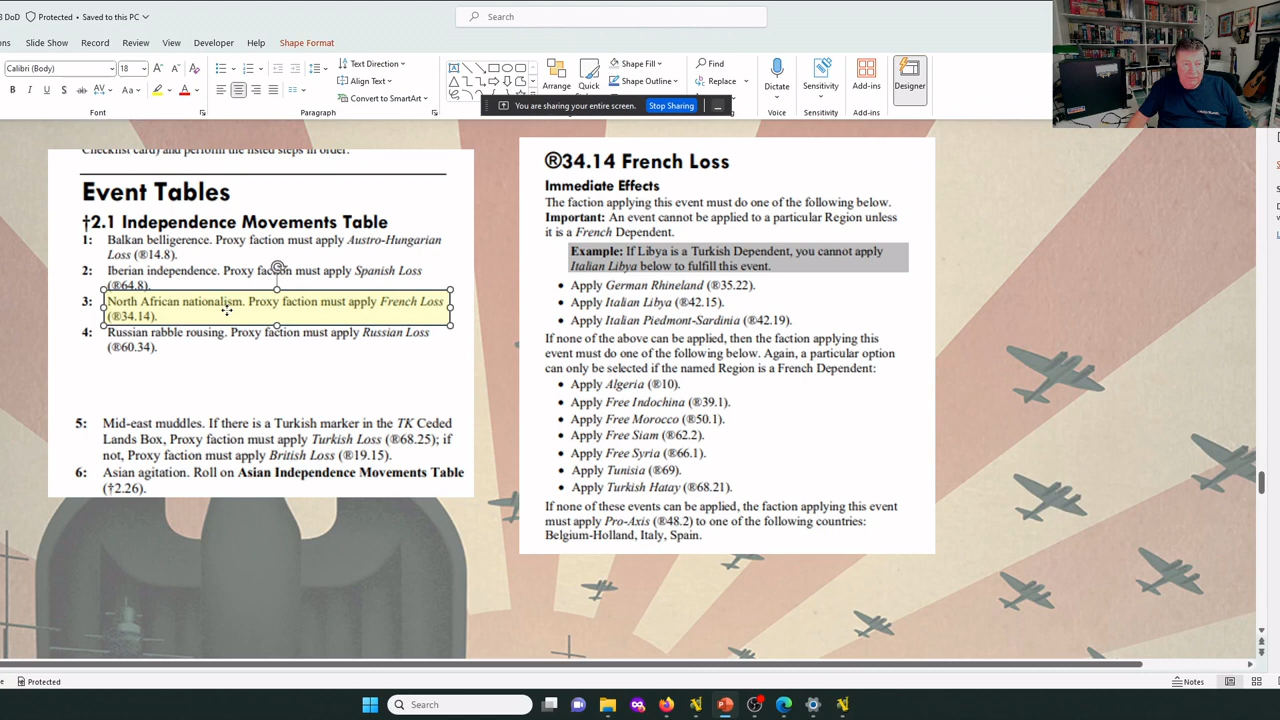 3 DoD Protected • Saved to this PC
Search
Slide Show Record Review View Developer Help Shape Format
Calibri (Body) 18
Text Direction
Align Text
Convert to SmartArt
Arrange Quick
Shape Fill
Shape Outline
Find
Replace
Dictate Sensitivity Add-ins Designer
You are sharing your entire screen. Stop Sharing
Font Paragraph Voice Sensitivity Add-ins
Checklist card) and perform the listed steps in order.
Event Tables
†2.1 Independence Movements Table
1: Balkan belligerence. Proxy faction must apply Austro-Hungarian
Loss (®14.8).
2: Iberian independence. Proxy faction must apply Spanish Loss
(®64.8).
3: North African nationalism. Proxy faction must apply French Loss
(®34.14).
4: Russian rabble rousing. Proxy faction must apply Russian Loss
(®60.34).
5: Mid-east muddles. If there is a Turkish marker in the TK Ceded
Lands Box, Proxy faction must apply Turkish Loss (®68.25); if
not, Proxy faction must apply British Loss (®19.15).
6: Asian agitation. Roll on Asian Independence Movements Table
(†2.26).
®34.14 French Loss
Immediate Effects
The faction applying this event must do one of the following below.
Important: An event cannot be applied to a particular Region unless
it is a French Dependent.
Example: If Libya is a Turkish Dependent, you cannot apply
Italian Libya below to fulfill this event.
• Apply German Rhineland (®35.22).
• Apply Italian Libya (®42.15).
• Apply Italian Piedmont-Sardinia (®42.19).
If none of the above can be applied, then the faction applying this
event must do one of the following below. Again, a particular option
can only be selected if the named Region is a French Dependent:
• Apply Algeria (®10).
• Apply Free Indochina (®39.1).
• Apply Free Morocco (®50.1).
• Apply Free Siam (®62.2).
• Apply Free Syria (®66.1).
• Apply Tunisia (®69).
• Apply Turkish Hatay (®68.21).
If none of these events can be applied, the faction applying this event
must apply Pro-Axis (®48.2) to one of the following countries:
Belgium-Holland, Italy, Spain.
Protected
Notes
Search